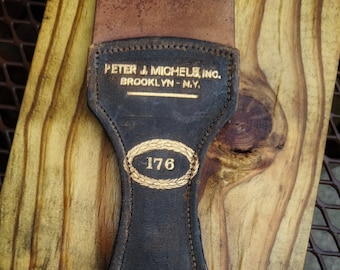 PETER J. MICHELS, INC.
BROOKLYN - N.Y.
176